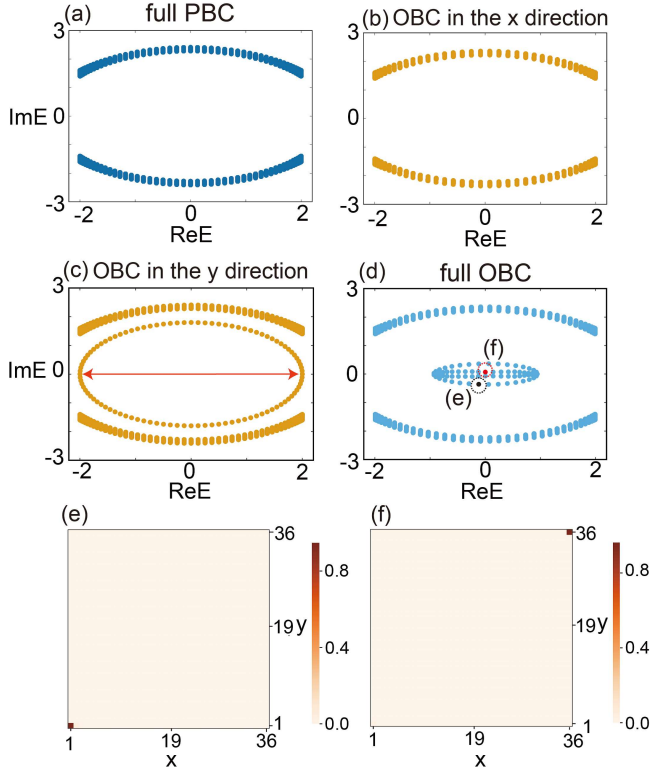 (a) full PBC
(b) OBC in the x direction
3
ImE 0
-3
-2 0 2
ReE
3
0
-3
-2 0 2
ReE
(c) OBC in the y direction
(d) full OBC
3
ImE 0
-3
-2 0 2
ReE
3
0
-3
(f)
(e)
-2 0 2
ReE
(e)
36
19 y
1
1 19 36
x
0.8
0.4
0.0
(f)
36
19 y
1
1 19 36
x
0.8
0.4
0.0